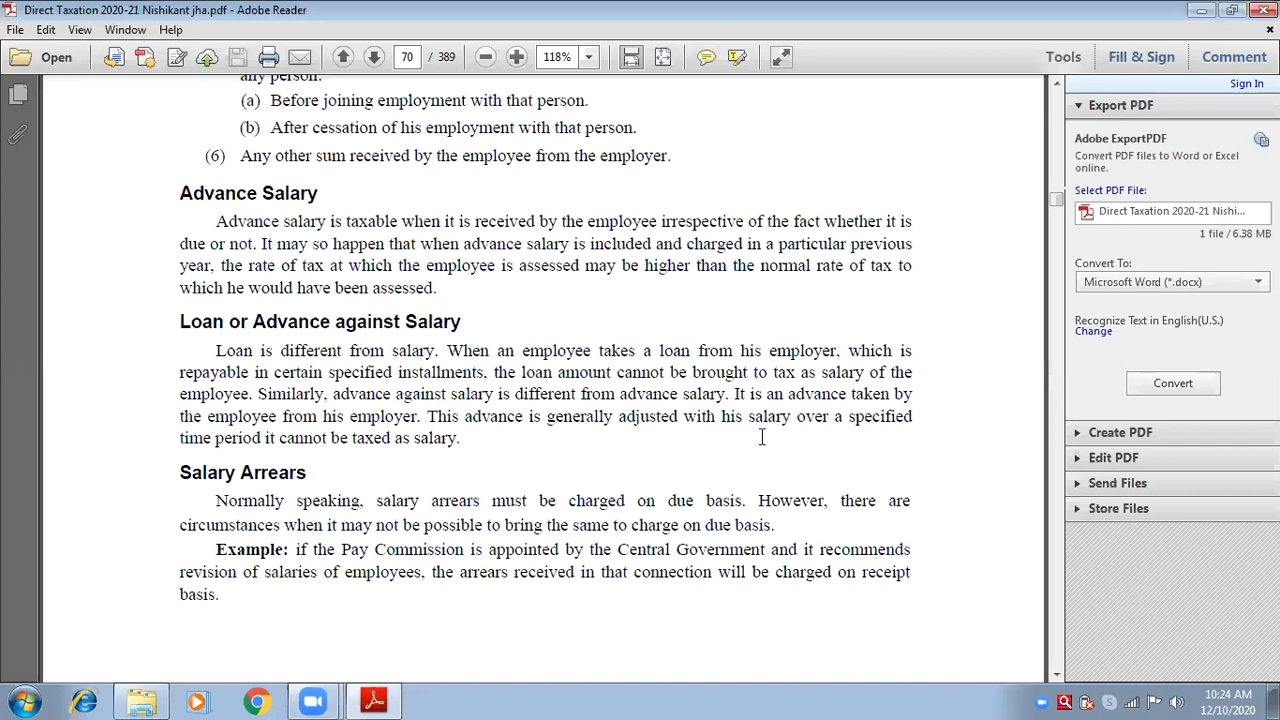 Direct Taxation 2020-21 Nishikant jha.pdf - Adobe Reader
File Edit View Window Help
Open 70 / 389 118% Tools Fill & Sign Comment
Sign In
any person.
(a) Before joining employment with that person.
(b) After cessation of his employment with that person.
(6) Any other sum received by the employee from the employer.
Advance Salary
Advance salary is taxable when it is received by the employee irrespective of the fact whether it is
due or not. It may so happen that when advance salary is included and charged in a particular previous
year, the rate of tax at which the employee is assessed may be higher than the normal rate of tax to
which he would have been assessed.
Loan or Advance against Salary
Loan is different from salary. When an employee takes a loan from his employer, which is
repayable in certain specified installments, the loan amount cannot be brought to tax as salary of the
employee. Similarly, advance against salary is different from advance salary. It is an advance taken by
the employee from his employer. This advance is generally adjusted with his salary over a specified
time period it cannot be taxed as salary.
Salary Arrears
Normally speaking, salary arrears must be charged on due basis. However, there are
circumstances when it may not be possible to bring the same to charge on due basis.
Example: if the Pay Commission is appointed by the Central Government and it recommends
revision of salaries of employees, the arrears received in that connection will be charged on receipt
basis.
Export PDF
Adobe ExportPDF
Convert PDF files to Word or Excel
online.
Select PDF File:
Direct Taxation 2020-21 Nishi...
1 file / 6.38 MB
Convert To:
Microsoft Word (*.docx)
Recognize Text in English(U.S.)
Change
Convert
Create PDF
Edit PDF
Send Files
Store Files
10:24 AM
12/10/2020